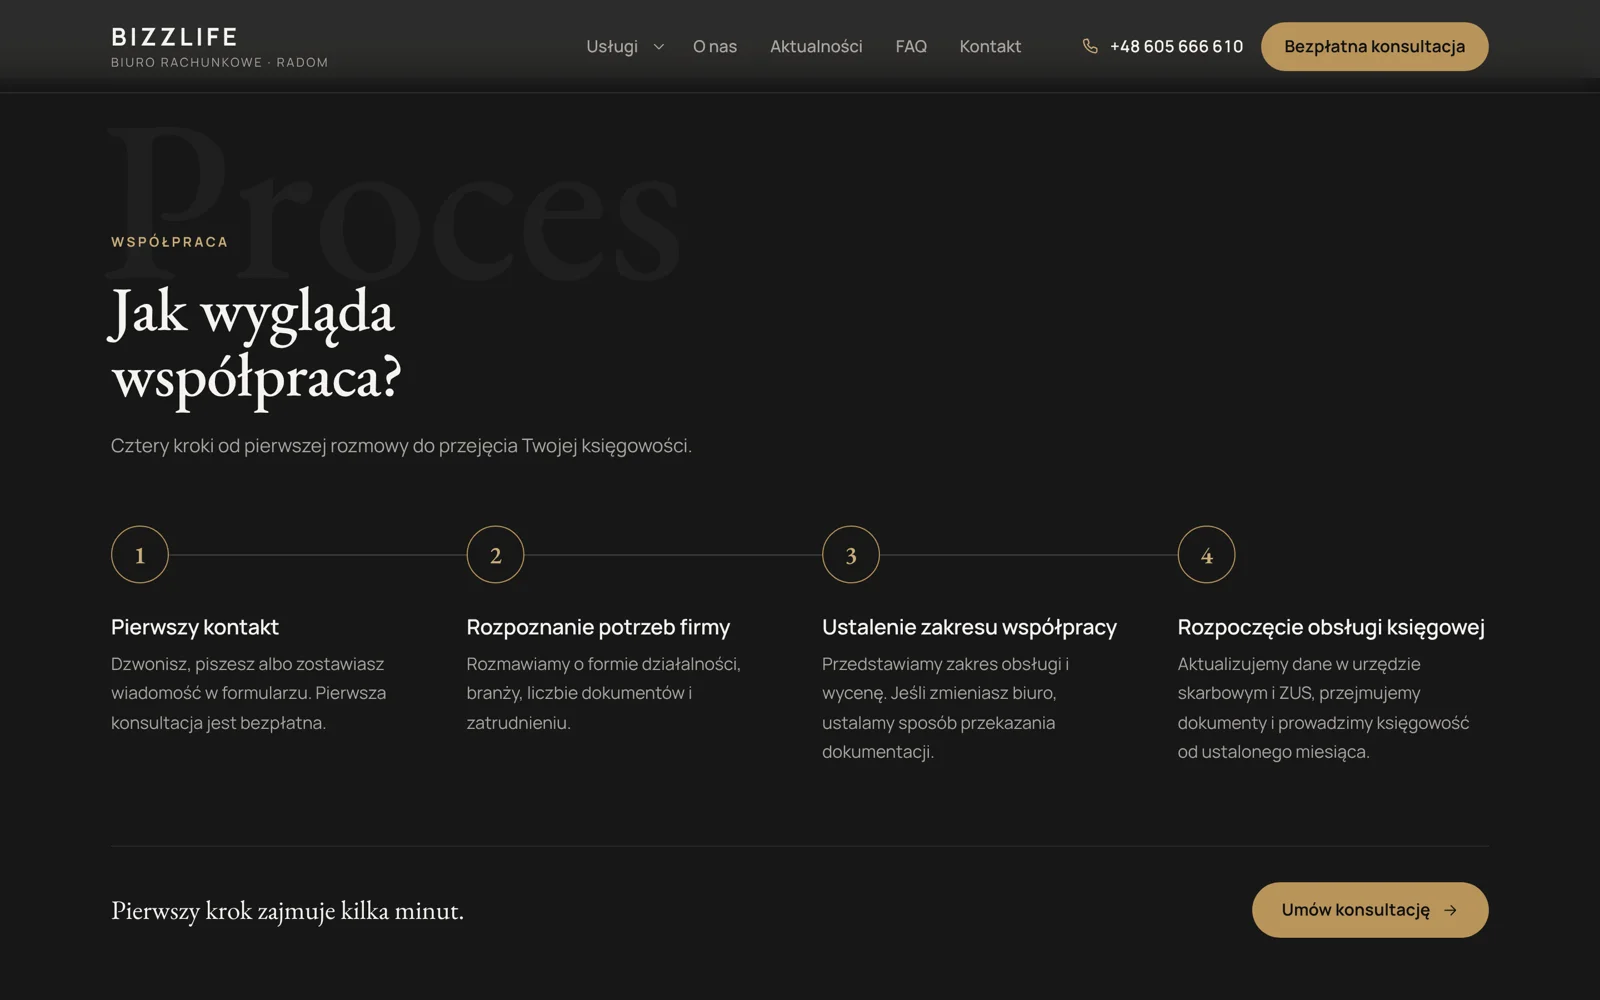 BIZZLIFE
BIURO RACHUNKOWE · RADOM
Usługi
O nas
Aktualności
FAQ
Kontakt
+48 605 666 610
Bezpłatna konsultacja
Proces
WSPÓŁPRACA
Jak wygląda
współpraca?
Cztery kroki od pierwszej rozmowy do przejęcia Twojej księgowości.
1
Pierwszy kontakt
Dzwonisz, piszesz albo zostawiasz
wiadomość w formularzu. Pierwsza
konsultacja jest bezpłatna.
2
Rozpoznanie potrzeb firmy
Rozmawiamy o formie działalności,
branży, liczbie dokumentów i
zatrudnieniu.
3
Ustalenie zakresu współpracy
Przedstawiamy zakres obsługi i
wycenę. Jeśli zmieniasz biuro,
ustalamy sposób przekazania
dokumentacji.
4
Rozpoczęcie obsługi księgowej
Aktualizujemy dane w urzędzie
skarbowym i ZUS, przejmujemy
dokumenty i prowadzimy księgowość
od ustalonego miesiąca.
Pierwszy krok zajmuje kilka minut.
Umów konsultację →